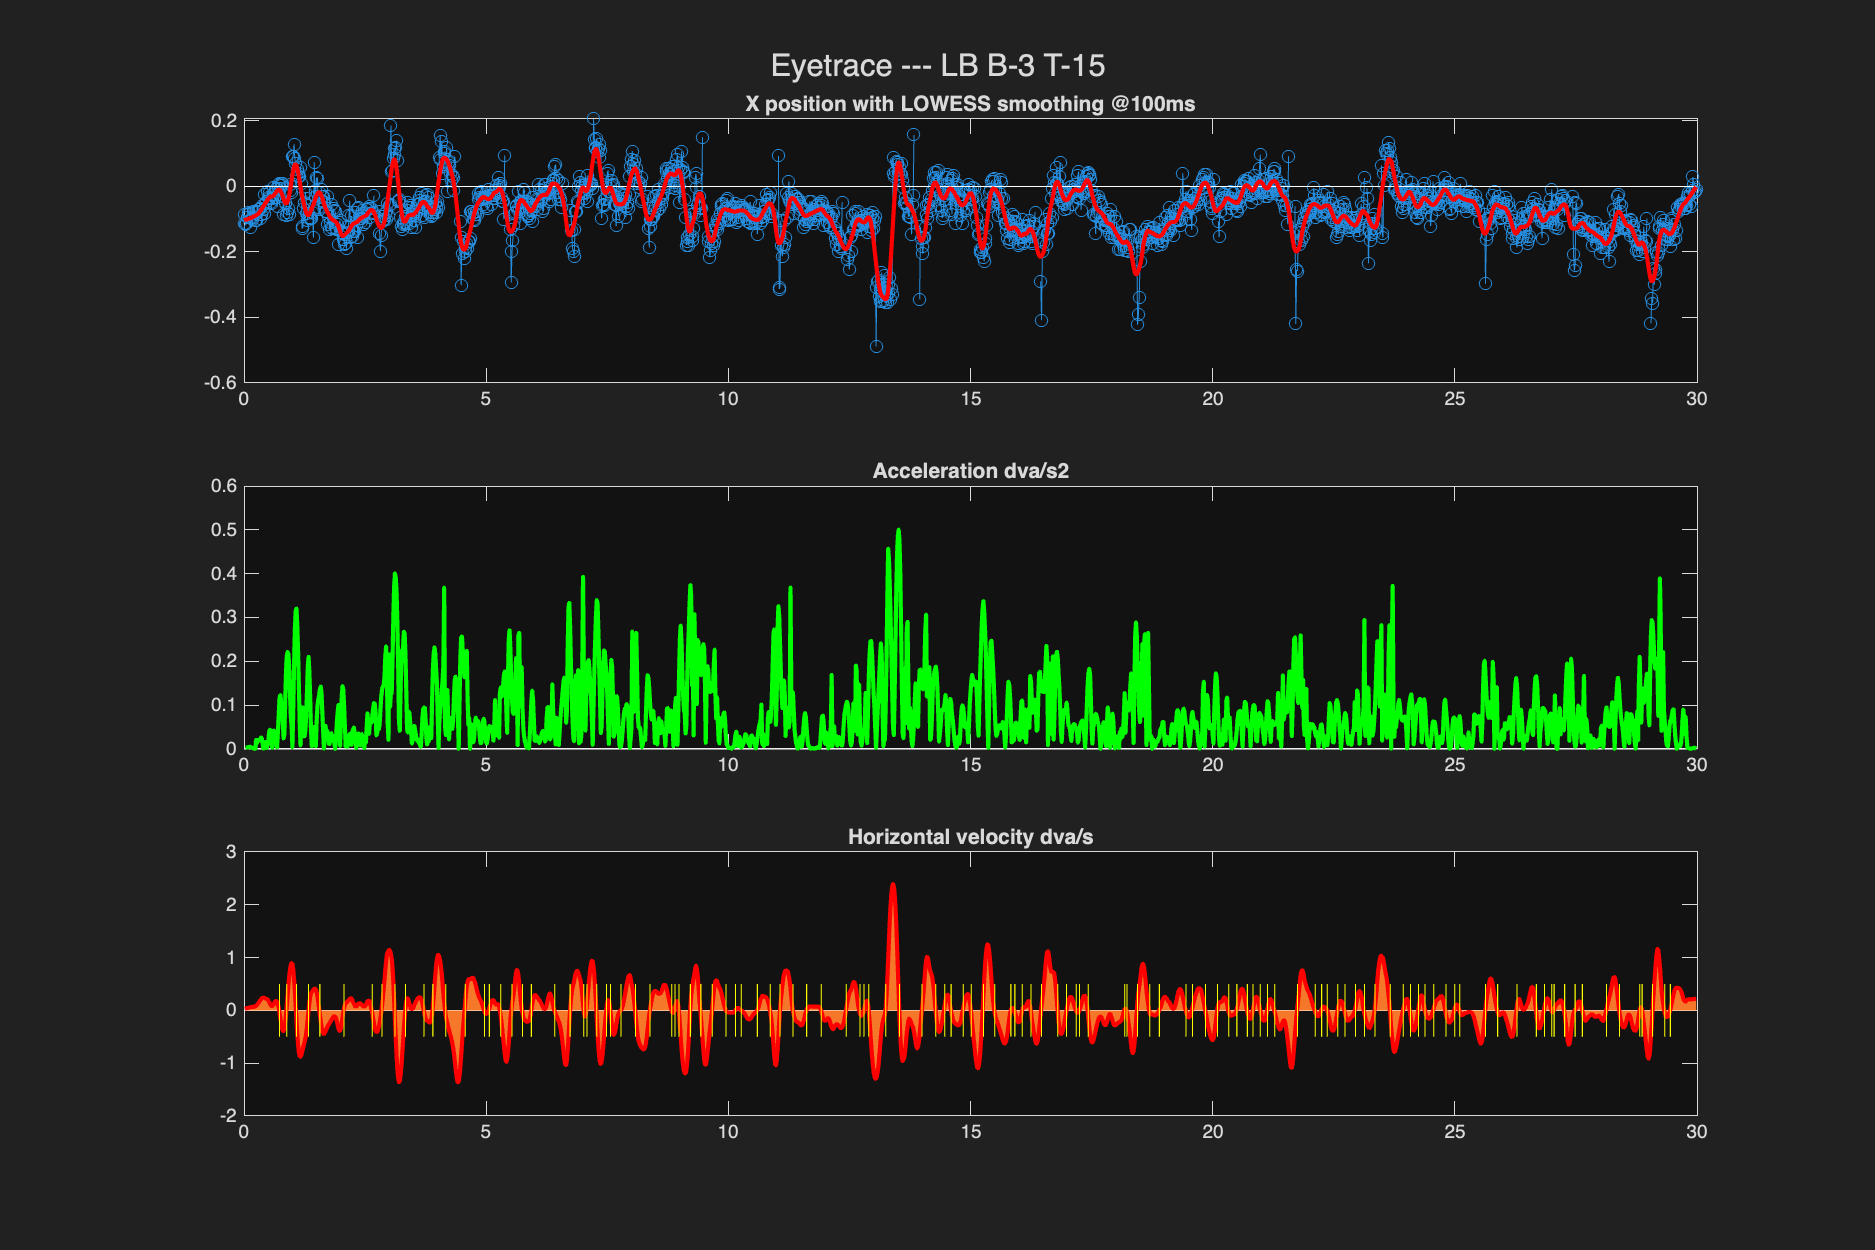 Eyetrace --- LB B-3 T-15
X position with LOWESS smoothing @100ms
0.2
0
-0.2
-0.4
-0.6
0 5 10 15 20 25 30
Acceleration dva/s2
0.6
0.5
0.4
0.3
0.2
0.1
0
0 5 10 15 20 25 30
Horizontal velocity dva/s
3
2
1
0
-1
-2
0 5 10 15 20 25 30